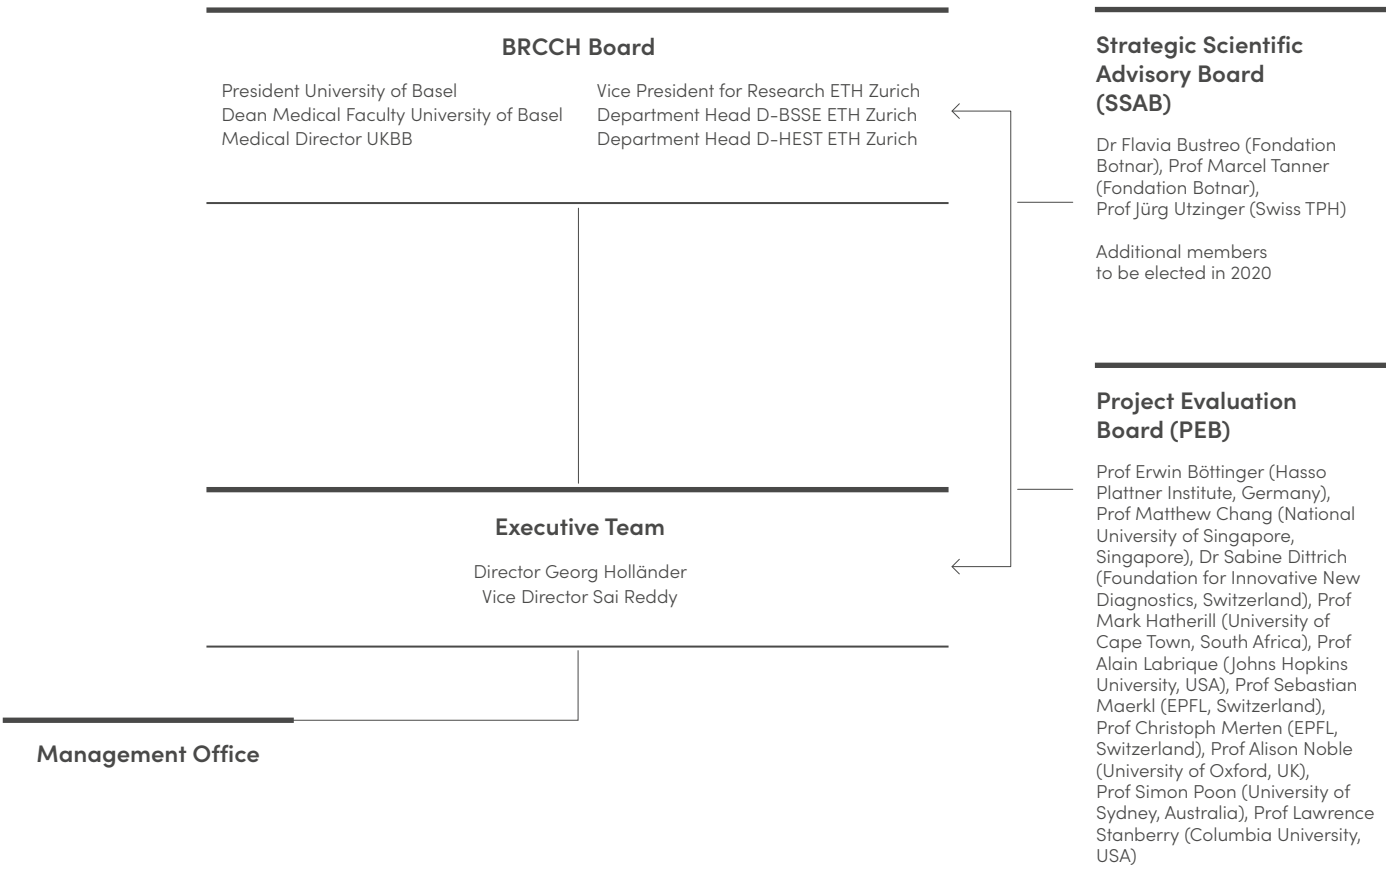 BRCCH Board
President University of Basel
Dean Medical Faculty University of Basel
Medical Director UKBB
Vice President for Research ETH Zurich
Department Head D-BSSE ETH Zurich
Department Head D-HEST ETH Zurich
Executive Team
Director Georg Holländer
Vice Director Sai Reddy
Management Office
Strategic Scientific
Advisory Board
(SSAB)
Dr Flavia Bustreo (Fondation
Botnar), Prof Marcel Tanner
(Fondation Botnar),
Prof Jürg Utzinger (Swiss TPH)
Additional members
to be elected in 2020
Project Evaluation
Board (PEB)
Prof Erwin Böttinger (Hasso
Plattner Institute, Germany),
Prof Matthew Chang (National
University of Singapore,
Singapore), Dr Sabine Dittrich
(Foundation for Innovative New
Diagnostics, Switzerland), Prof
Mark Hatherill (University of
Cape Town, South Africa), Prof
Alain Labrique (Johns Hopkins
University, USA), Prof Sebastian
Maerkl (EPFL, Switzerland),
Prof Christoph Merten (EPFL,
Switzerland), Prof Alison Noble
(University of Oxford, UK),
Prof Simon Poon (University of
Sydney, Australia), Prof Lawrence
Stanberry (Columbia University,
USA)